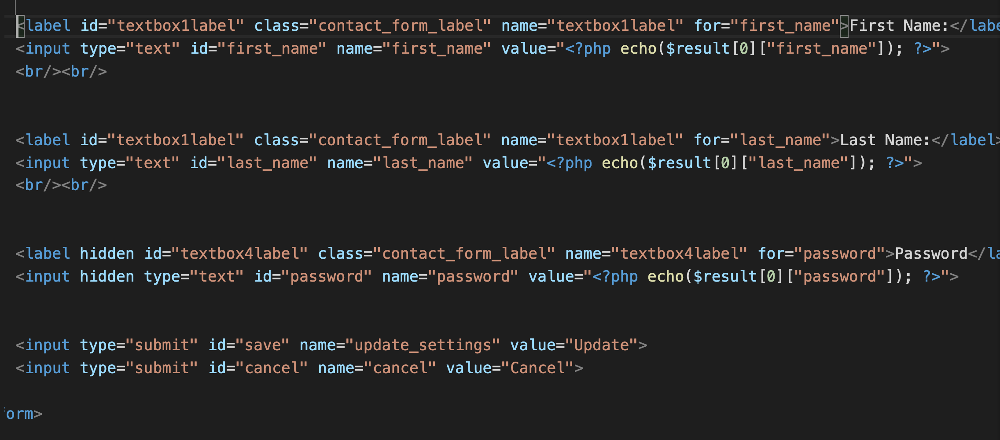 <label id="textbox1label" class="contact_form_label" name="textbox1label" for="first_name">First Name:</labe
<input type="text" id="first_name" name="first_name" value="<?php echo($result[0]["first_name"]); ?>">
<br/><br/>
<label id="textbox1label" class="contact_form_label" name="textbox1label" for="last_name">Last Name:</label>
<input type="text" id="last_name" name="last_name" value="<?php echo($result[0]["last_name"]); ?>">
<br/><br/>
<label hidden id="textbox4label" class="contact_form_label" name="textbox4label" for="password">Password</la
<input hidden type="text" id="password" name="password" value="<?php echo($result[0]["password"]); ?>">
<input type="submit" id="save" name="update_settings" value="Update">
<input type="submit" id="cancel" name="cancel" value="Cancel">
orm>